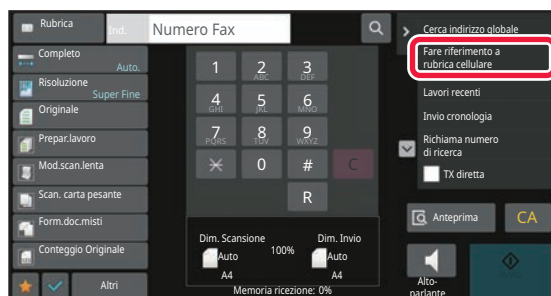 Rubrica
Ind.
Numero Fax
Completo
Auto.
Risoluzione
Super Fine
Originale
Prepar.lavoro
Mod.scan.lenta
Scan. carta pesante
Form.doc.misti
Conteggio Originale
Altri
1
2
ABC
3
DEF
4
GHI
5
JKL
6
MNO
7
PQRS
8
TUV
9
WXYZ
0
#
C
R
Dim. Scansione
100%
Dim. Invio
Auto
Auto
A4
A4
Memoria ricezione: 0%
Cerca indirizzo globale
Fare riferimento a
rubrica cellulare
Lavori recenti
Invio cronologia
Richiama numero
di ricerca
TX diretta
Anteprima
CA
Alto-
parlante